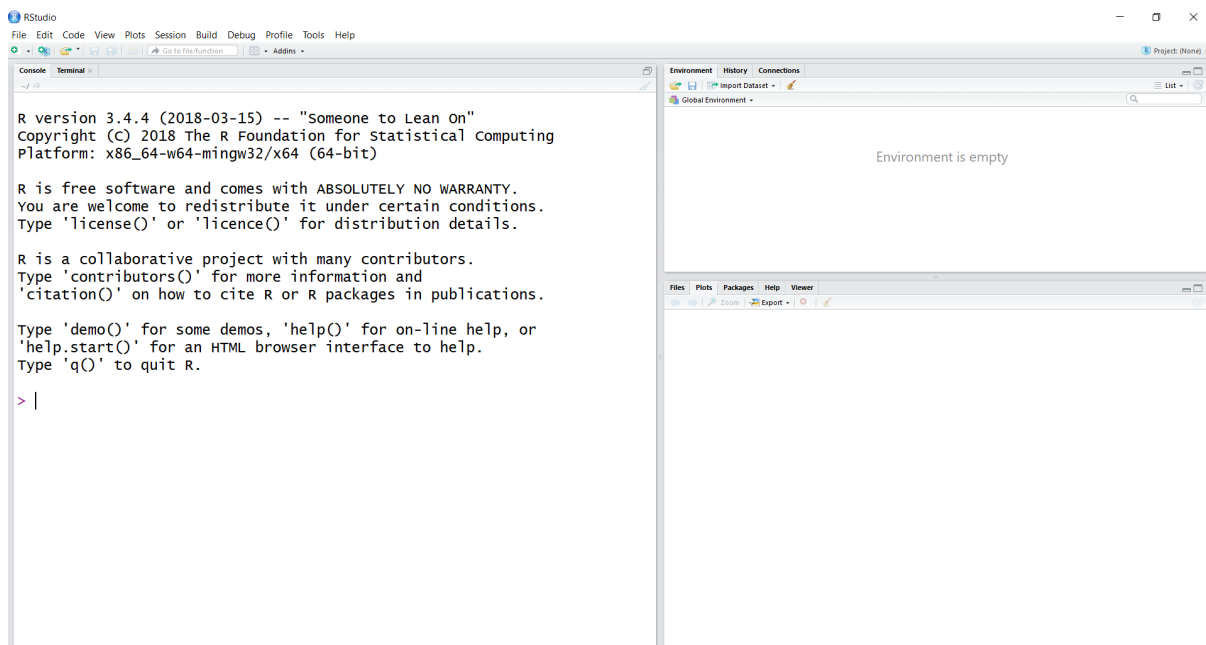 RStudio
File Edit Code View Plots Session Build Debug Profile Tools Help
Go to file/function Addins Project: (None)
Console Terminal
~/
R version 3.4.4 (2018-03-15) -- "Someone to Lean On"
Copyright (C) 2018 The R Foundation for Statistical Computing
Platform: x86_64-w64-mingw32/x64 (64-bit)
R is free software and comes with ABSOLUTELY NO WARRANTY.
You are welcome to redistribute it under certain conditions.
Type 'license()' or 'licence()' for distribution details.
R is a collaborative project with many contributors.
Type 'contributors()' for more information and
'citation()' on how to cite R or R packages in publications.
Type 'demo()' for some demos, 'help()' for on-line help, or
'help.start()' for an HTML browser interface to help.
Type 'q()' to quit R.
>
Environment History Connections
Import Dataset List
Global Environment
Environment is empty
Files Plots Packages Help Viewer
Zoom Export